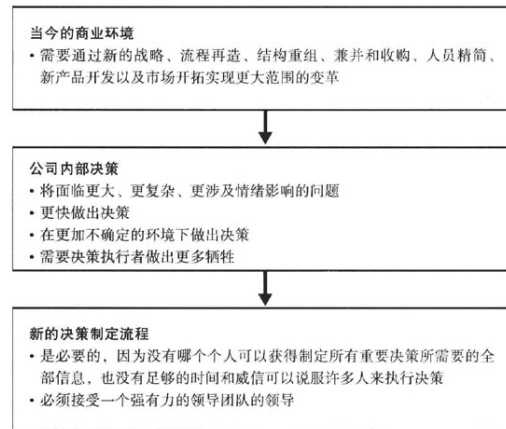 当今的商业环境
• 需要通过新的战略、流程再造、结构重组、兼并和收购、人员精简、
新产品开发以及市场开拓实现更大范围的变革
公司内部决策
• 将面临更大、更复杂、更涉及情绪影响的问题
• 更快做出决策
• 在更加不确定的环境下做出决策
• 需要决策执行者做出更多牺牲
新的决策制定流程
• 是必要的，因为没有哪个个人可以获得制定所有重要决策所需要的全
部信息，也没有足够的时间和威信可以说服许多人来执行决策
• 必须接受一个强有力的领导团队的领导